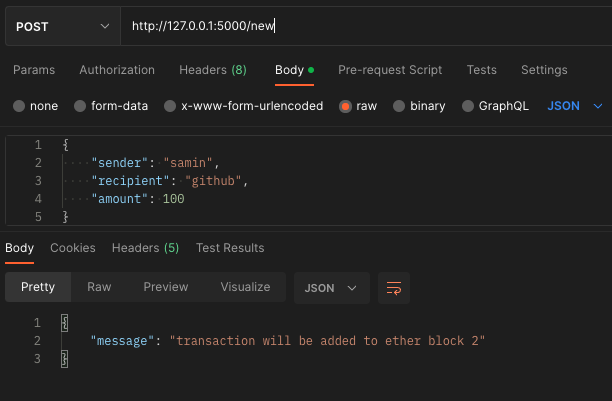 POST http://127.0.0.1:5000/new
Params Authorization Headers (8) Body Pre-request Script Tests Settings
none form-data x-www-form-urlencoded raw binary GraphQL JSON
1 {
2 "sender": "samin",
3 "recipient": "github",
4 "amount": 100
5 }
Body Cookies Headers (5) Test Results
Pretty Raw Preview Visualize JSON
1 {
2 "message": "transaction will be added to ether block 2"
3 }